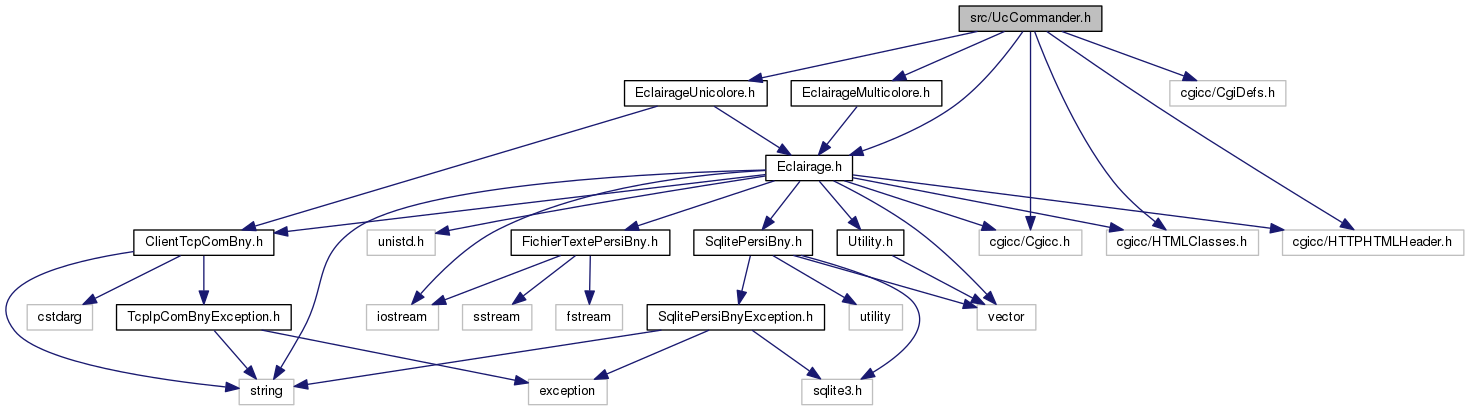 src/UcCommander.h
EclairageUnicolore.h
EclairageMulticolore.h
cgicc/CgiDefs.h
Eclairage.h
ClientTcpComBny.h
unistd.h
FichierTextePersiBny.h
SqlitePersiBny.h
Utility.h
cgicc/Cgicc.h
cgicc/HTMLClasses.h
cgicc/HTTPHTMLHeader.h
cstdarg
TcpIpComBnyException.h
iostream
sstream
fstream
SqlitePersiBnyException.h
utility
vector
string
exception
sqlite3.h